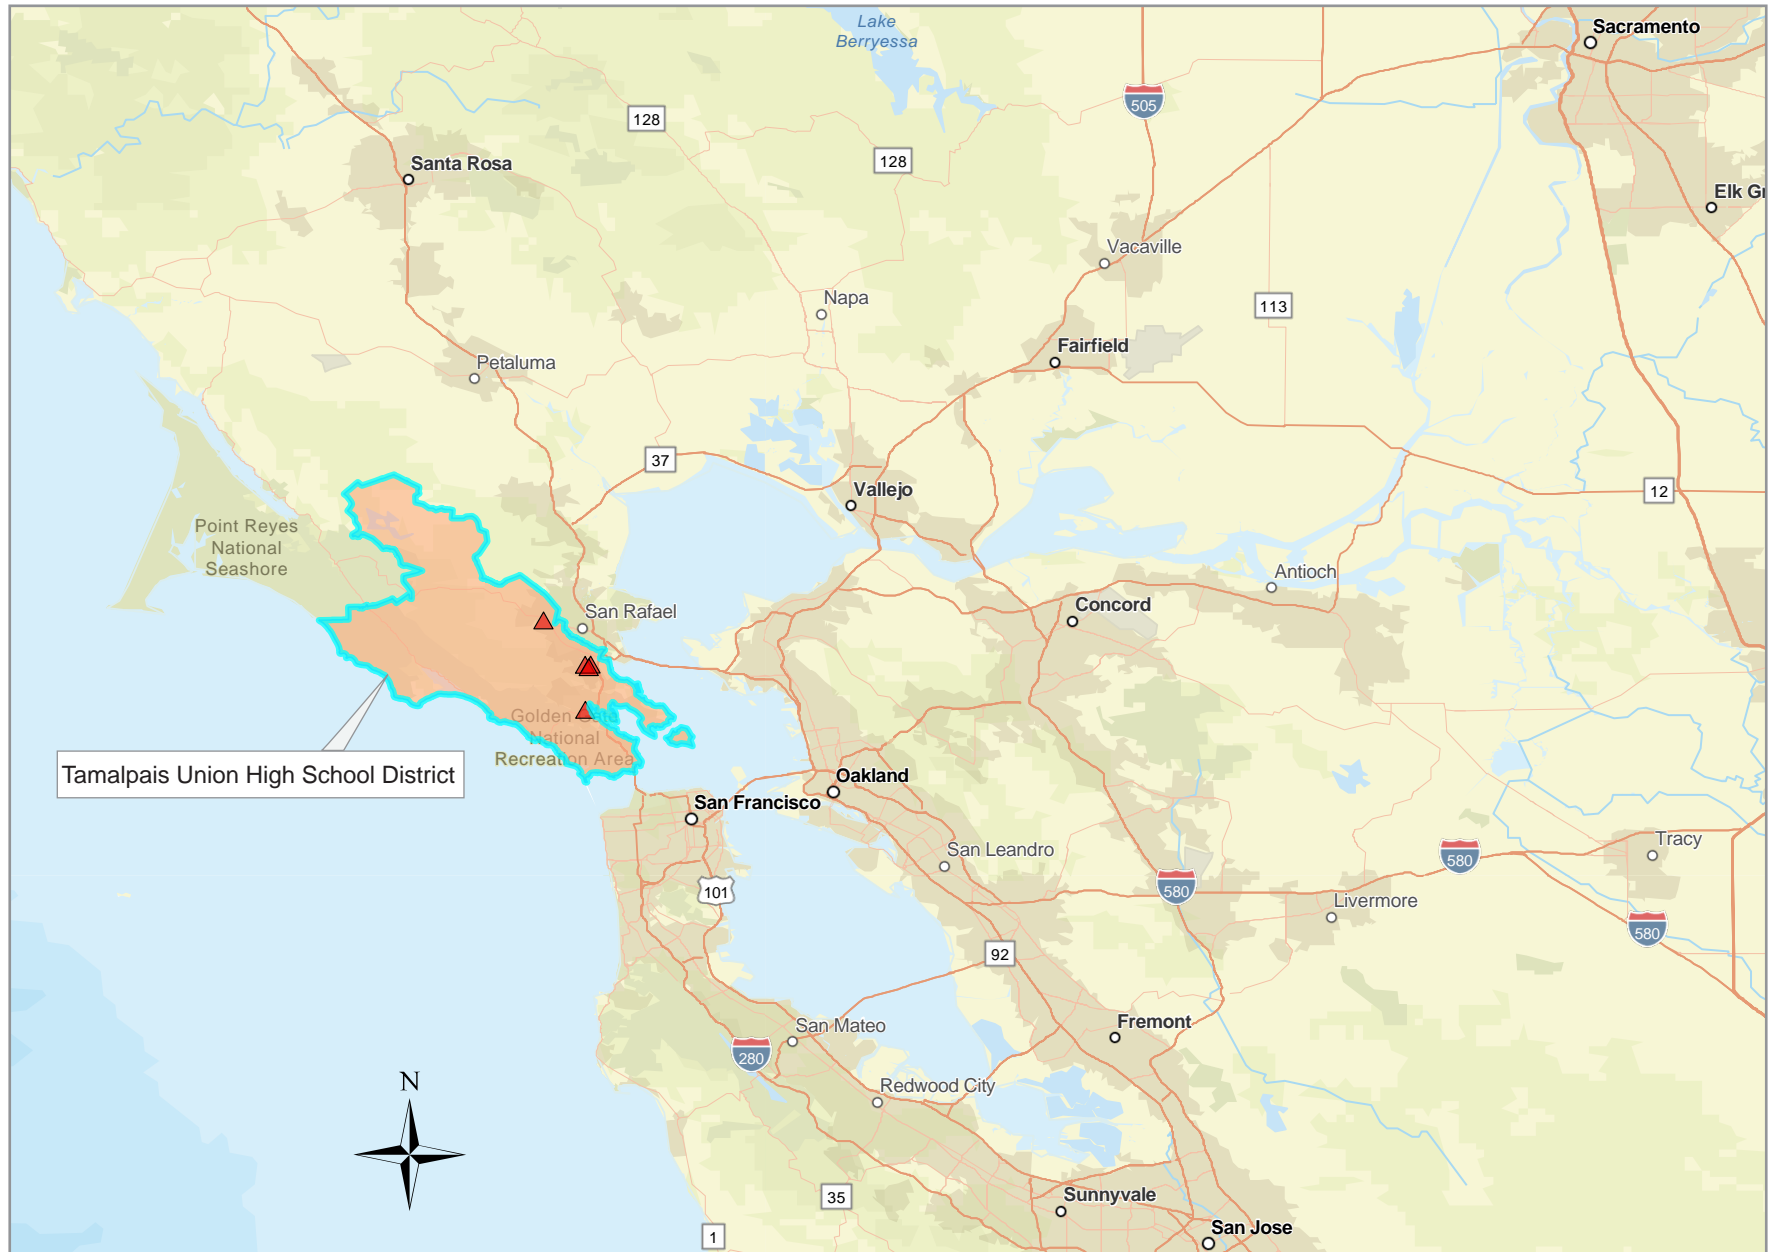 Lake
Berryessa
Sacramento
505
128
128
Santa Rosa
Elk Gr
Vacaville
Napa
113
Fairfield
Petaluma
37
Vallejo
12
Point Reyes
National
Seashore
Antioch
San Rafael
Concord
Golden Gate
National
Recreation Area
Tamalpais Union High School District
Oakland
San Francisco
San Leandro
Tracy
580
580
101
Livermore
580
92
San Mateo
Fremont
280
Redwood City
N
35
Sunnyvale
San Jose
1